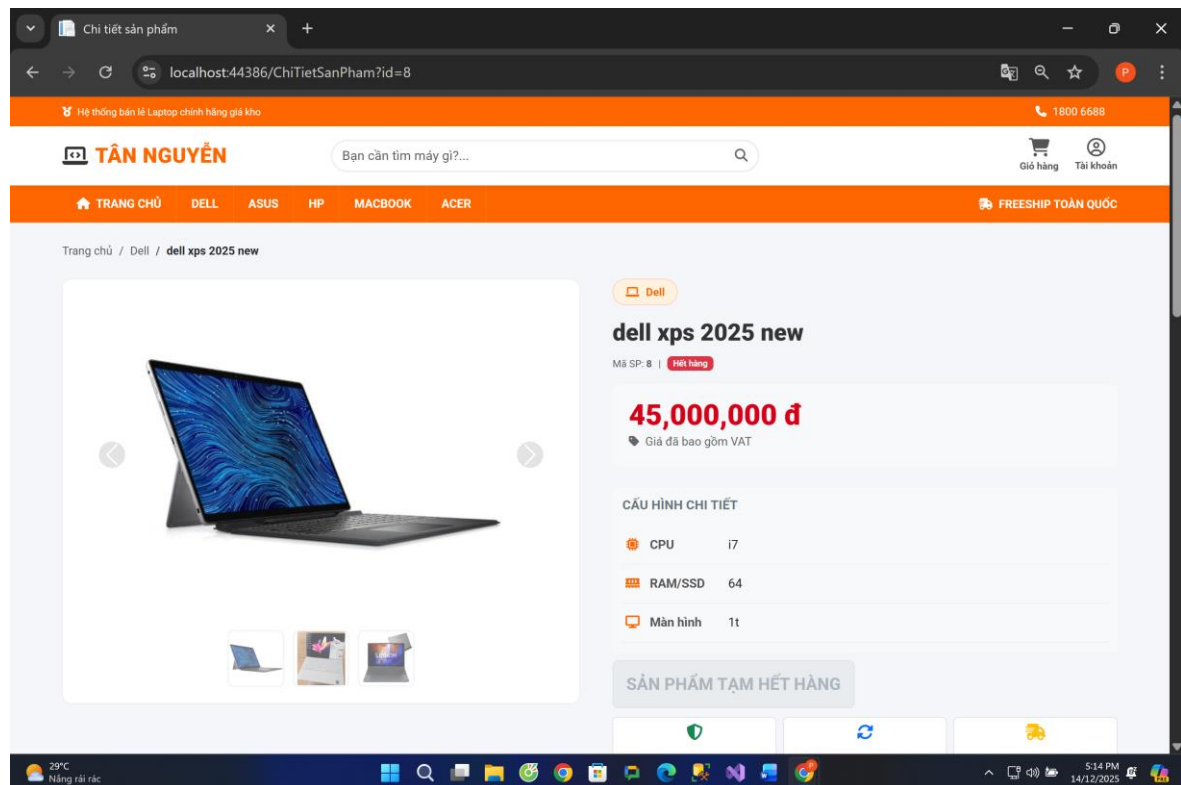 Chi tiết sản phẩm
localhost:44386/ChiTietSanPham?id=8
P
Hệ thống bán lẻ Laptop chính hãng giá kho
1800 6688
TÂN NGUYỄN
Bạn cần tìm máy gì?...
Giỏ hàng
Tài khoản
TRANG CHỦ
DELL
ASUS
HP
MACBOOK
ACER
FREESHIP TOÀN QUỐC
Trang chủ / Dell / dell xps 2025 new
Dell
dell xps 2025 new
Mã SP: 8 | Hết hàng
45,000,000 đ
Giá đã bao gồm VAT
CẤU HÌNH CHI TIẾT
CPU i7
RAM/SSD 64
Màn hình 1t
SẢN PHẨM TẠM HẾT HÀNG
29°C
Nắng rải rác
5:14 PM
14/12/2025